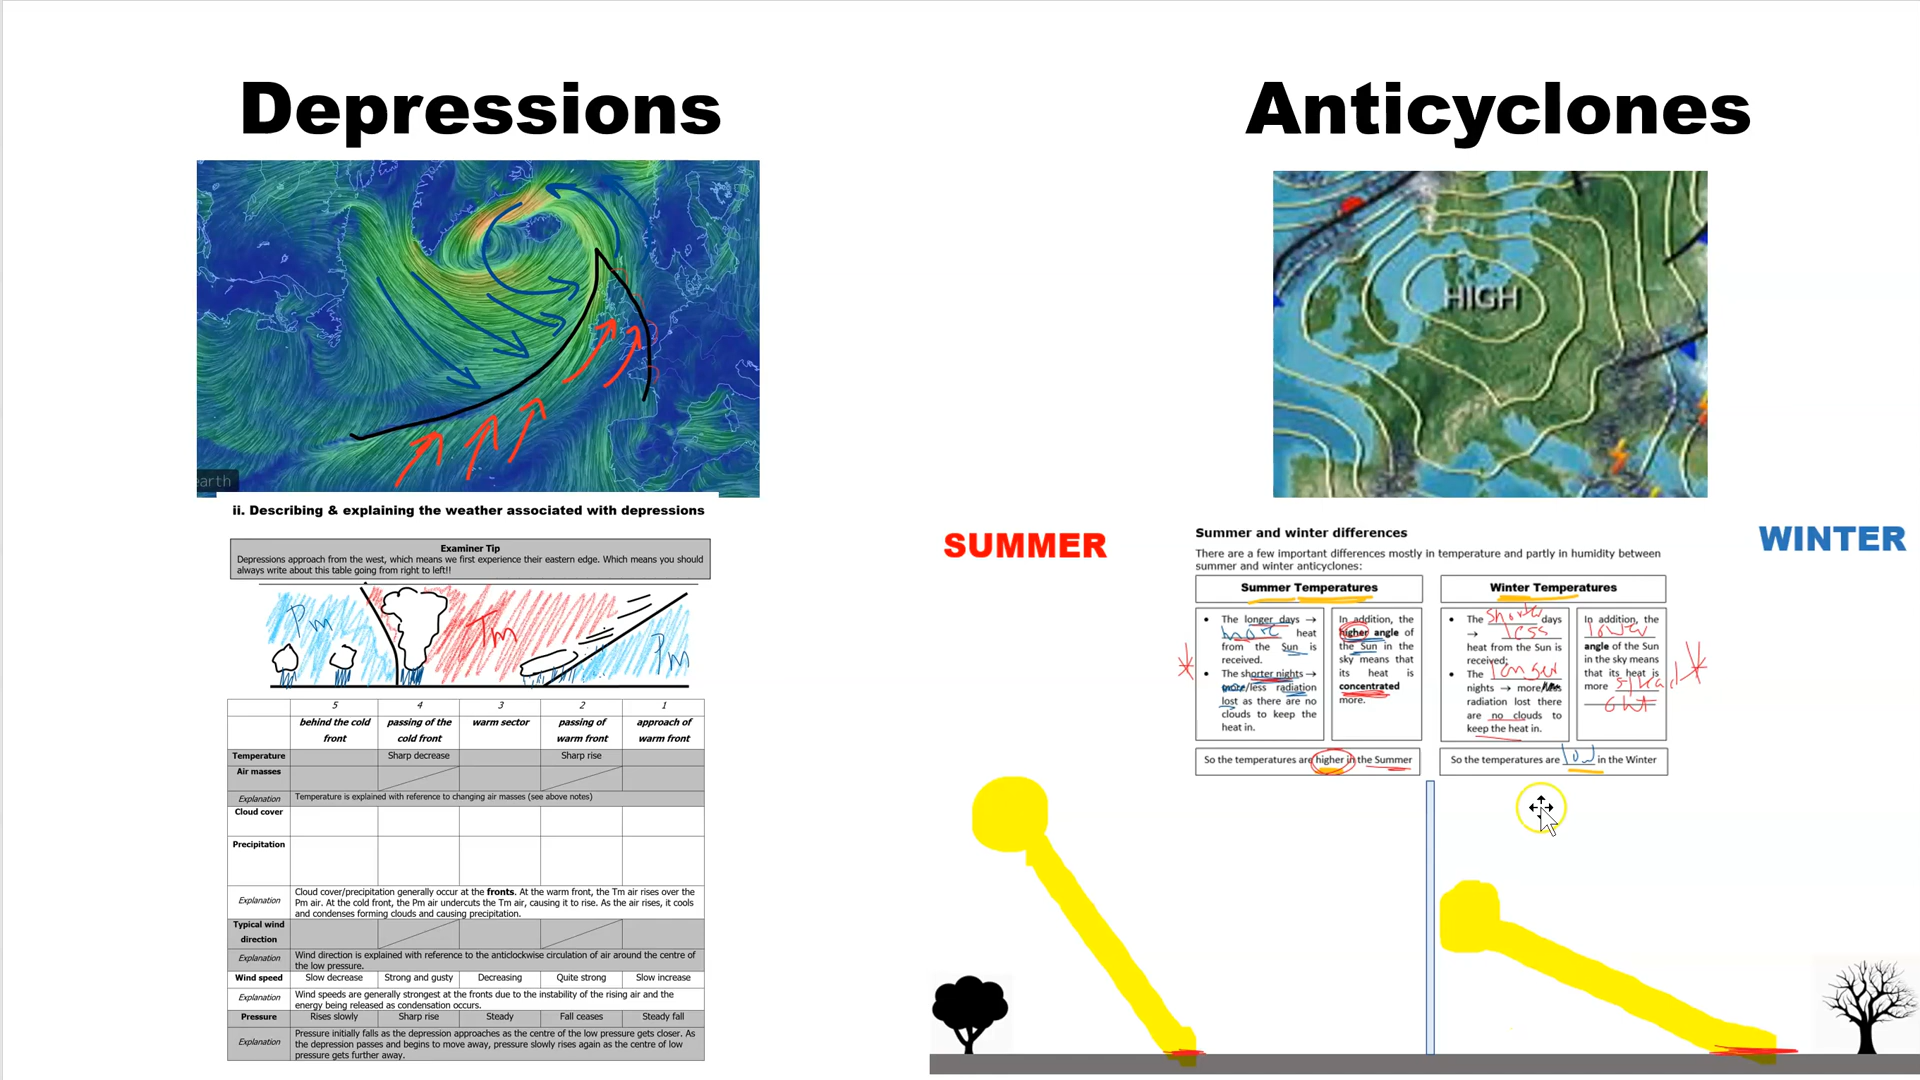 Depressions
earth
ii. Describing & explaining the weather associated with depressions
Examiner Tip
Depressions approach from the west, which means we first experience their eastern edge. Which means you should
always write about this table going from right to left!!
Pm
Tm
Pm
5 4 3 2 1
behind the cold front passing of the cold front warm sector passing of warm front approach of warm front
Temperature Sharp decrease Sharp rise
Air masses
Explanation Temperature is explained with reference to changing air masses (see above notes)
Cloud cover
Precipitation
Explanation
Cloud cover/precipitation generally occur at the fronts. At the warm front, the Tm air rises over the
Pm air. At the cold front, the Pm air undercuts the Tm air, causing it to rise. As the air rises, it cools
and condenses forming clouds and causing precipitation.
Typical wind
direction
Explanation
Wind direction is explained with reference to the anticlockwise circulation of air around the centre of
the low pressure.
Wind speed Slow decrease Strong and gusty Decreasing Quite strong Slow increase
Explanation
Wind speeds are generally strongest at the fronts due to the instability of the rising air and the
energy being released as condensation occurs.
Pressure Rises slowly Sharp rise Steady Fall ceases Steady fall
Explanation
Pressure initially falls as the depression approaches as the centre of the low pressure gets closer. As
the depression passes and begins to move away, pressure slowly rises again as the centre of low
pressure gets further away.
Anticyclones
HIGH
SUMMER
WINTER
Summer and winter differences
There are a few important differences mostly in temperature and partly in humidity between
summer and winter anticyclones:
Summer Temperatures
• The longer days →
more heat
from the Sun is
received.
• The shorter nights →
more/less radiation
lost as there are no
clouds to keep the
heat in.
In addition, the
higher angle of
the Sun in the
sky means that
its heat is
concentrated
more.
So the temperatures are higher in the Summer
Winter Temperatures
• The shorter days
→ less
heat from the Sun is
received;
• The longer
nights → more/less
radiation lost there
are no clouds to
keep the heat in.
In addition, the
lower
angle of the Sun
in the sky means
that its heat is
more spread
out
So the temperatures are low in the Winter